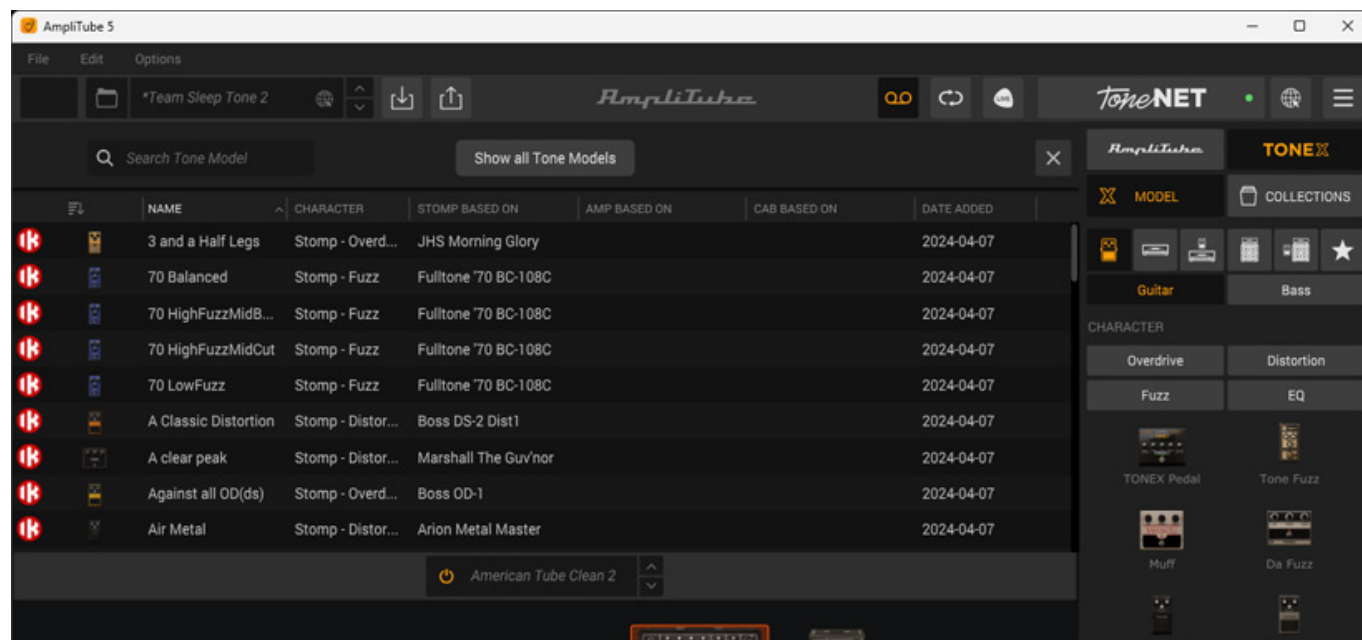 AmpliTube 5
File Edit Options
*Team Sleep Tone 2 AmpliTube LIVE ToneNET
Search Tone Model Show all Tone Models AmpliTube TONEX
MODEL COLLECTIONS
NAME CHARACTER STOMP BASED ON AMP BASED ON CAB BASED ON DATE ADDED
3 and a Half Legs Stomp - Overd... JHS Morning Glory 2024-04-07
70 Balanced Stomp - Fuzz Fulltone '70 BC-108C 2024-04-07
70 HighFuzzMidB... Stomp - Fuzz Fulltone '70 BC-108C 2024-04-07
70 HighFuzzMidCut Stomp - Fuzz Fulltone '70 BC-108C 2024-04-07
70 LowFuzz Stomp - Fuzz Fulltone '70 BC-108C 2024-04-07
A Classic Distortion Stomp - Distor... Boss DS-2 Dist1 2024-04-07
A clear peak Stomp - Distor... Marshall The Guv'nor 2024-04-07
Against all OD(ds) Stomp - Overd... Boss OD-1 2024-04-07
Air Metal Stomp - Distor... Arion Metal Master 2024-04-07
American Tube Clean 2
Guitar Bass
CHARACTER
Overdrive Distortion
Fuzz EQ
TONEX Pedal Tone Fuzz
Muff Da Fuzz